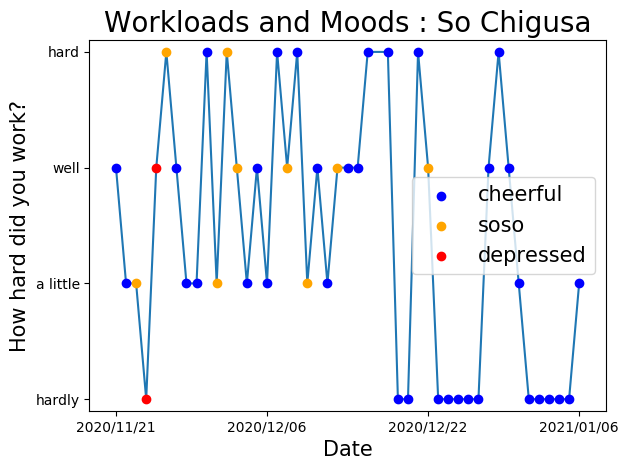 Workloads and Moods : So Chigusa
How hard did you work?
hard
well
a little
hardly
cheerful
soso
depressed
2020/11/21 2020/12/06 2020/12/22 2021/01/06
Date